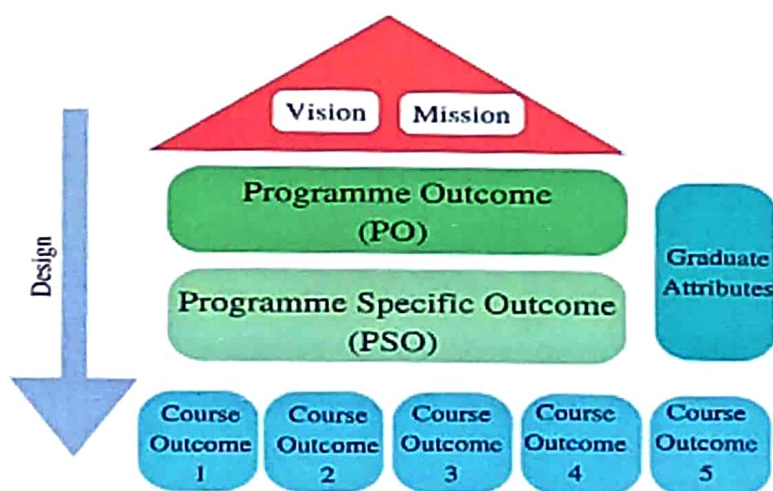 Vision
Mission
Programme Outcome
(PO)
Graduate
Attributes
Design
Programme Specific Outcome
(PSO)
Course
Outcome
1
Course
Outcome
2
Course
Outcome
3
Course
Outcome
4
Course
Outcome
5